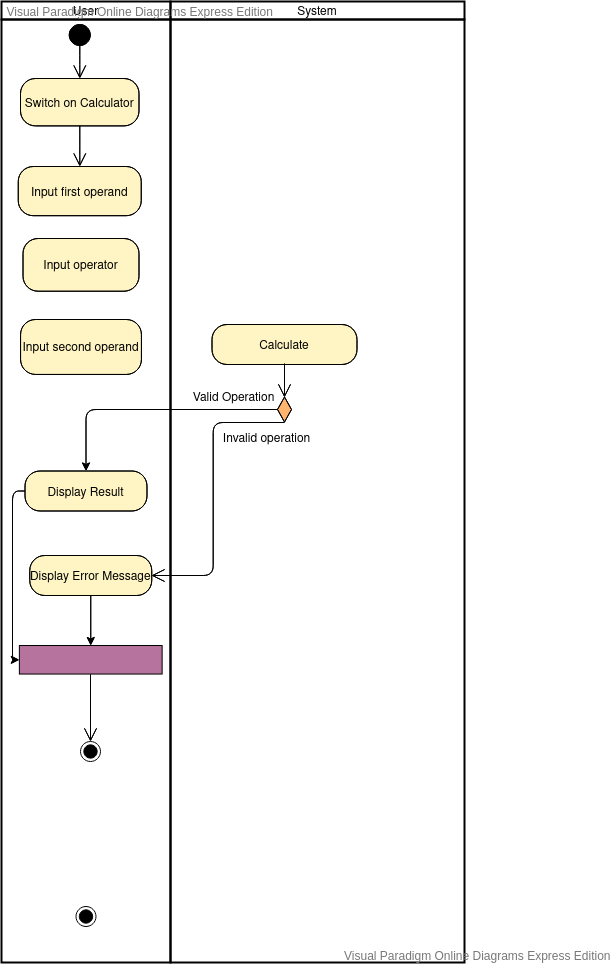 Visual Paradigm Online Diagrams Express Edition
User
System
Switch on Calculator
Input first operand
Input operator
Input second operand
Calculate
Valid Operation
Invalid operation
Display Result
Display Error Message
Visual Paradigm Online Diagrams Express Edition